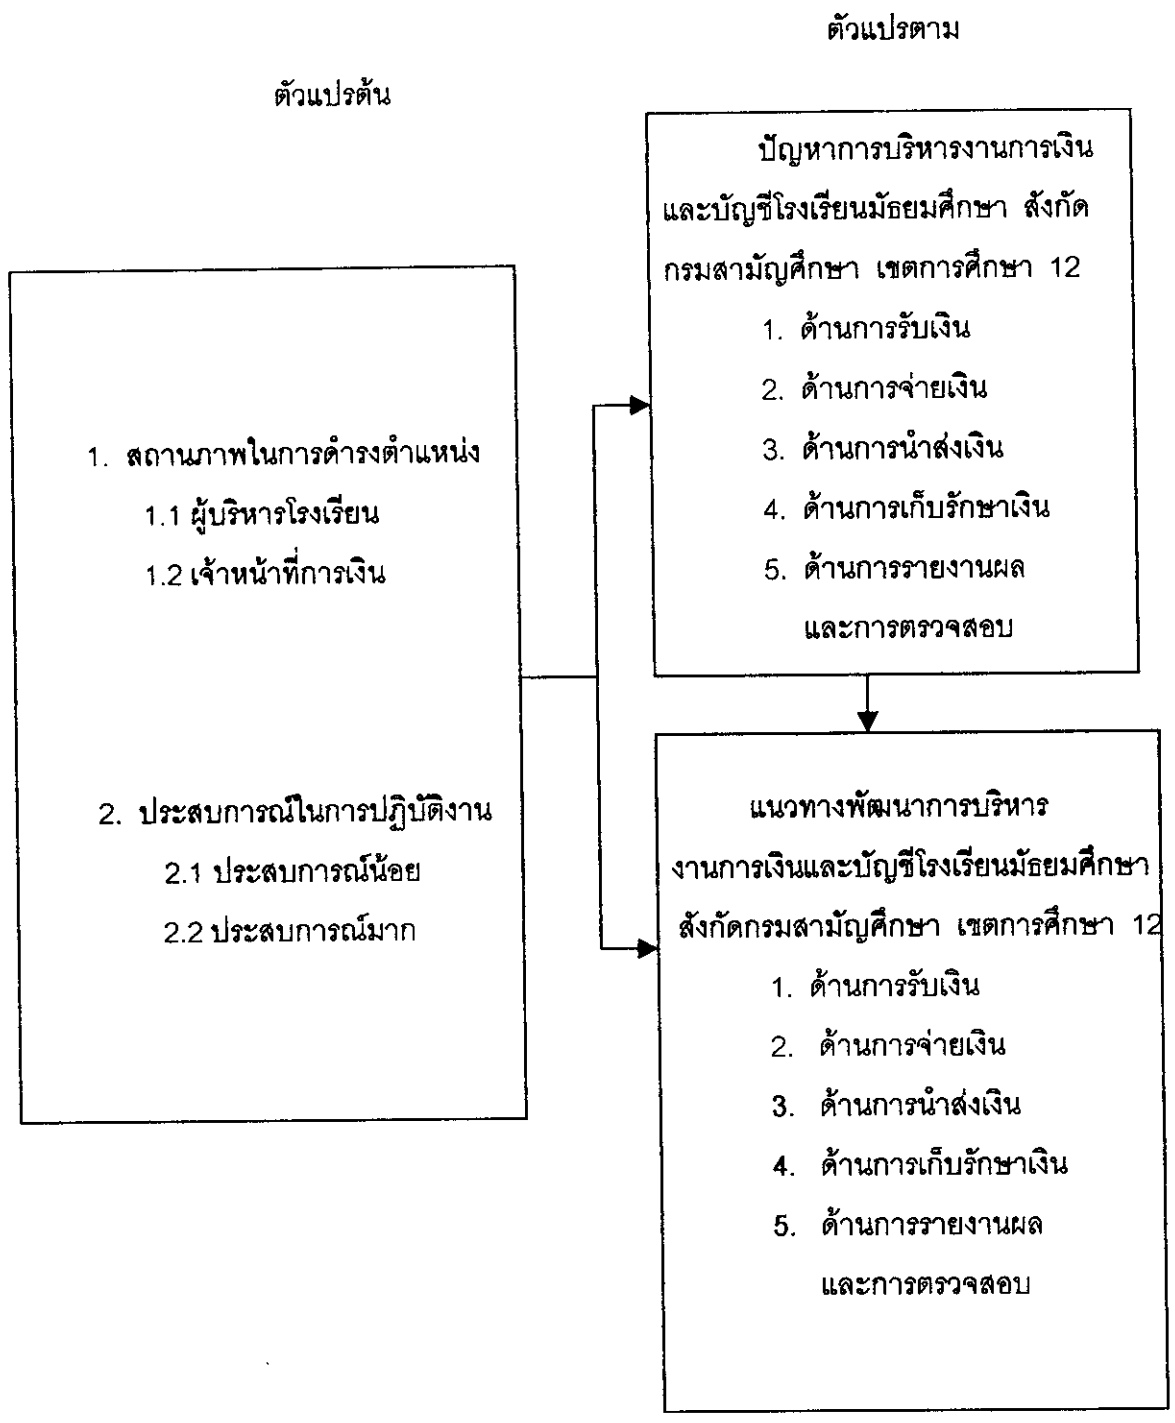 ตัวแปรตาม
ตัวแปรต้น
ปัญหาการบริหารงานการเงิน
และบัญชีโรงเรียนมัธยมศึกษา สังกัด
กรมสามัญศึกษา เขตการศึกษา 12
1. ด้านการรับเงิน
2. ด้านการจ่ายเงิน
3. ด้านการนำส่งเงิน
4. ด้านการเก็บรักษาเงิน
5. ด้านการรายงานผล
และการตรวจสอบ
1. สถานภาพในการดำรงตำแหน่ง
1.1 ผู้บริหารโรงเรียน
1.2 เจ้าหน้าที่การเงิน
2. ประสบการณ์ในการปฏิบัติงาน
2.1 ประสบการณ์น้อย
2.2 ประสบการณ์มาก
แนวทางพัฒนาการบริหาร
งานการเงินและบัญชีโรงเรียนมัธยมศึกษา
สังกัดกรมสามัญศึกษา เขตการศึกษา 12
1. ด้านการรับเงิน
2. ด้านการจ่ายเงิน
3. ด้านการนำส่งเงิน
4. ด้านการเก็บรักษาเงิน
5. ด้านการรายงานผล
และการตรวจสอบ